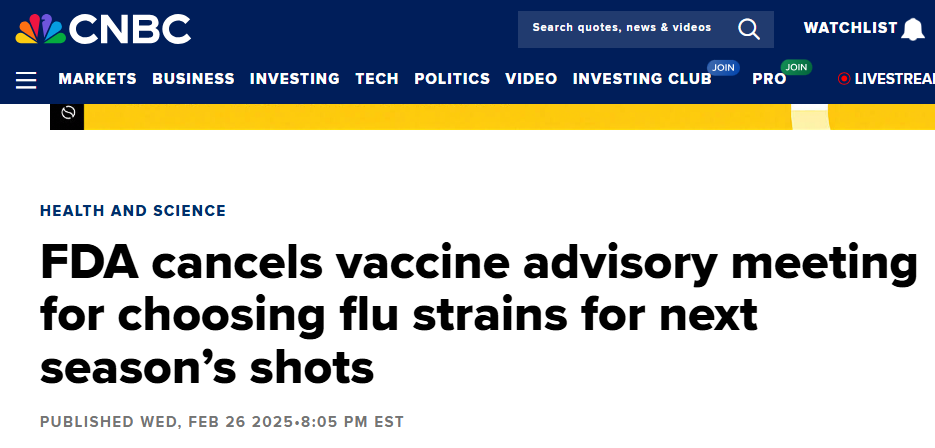 CNBC
Search quotes, news & videos
WATCHLIST
MARKETS BUSINESS INVESTING TECH POLITICS VIDEO INVESTING CLUB JOIN PRO JOIN LIVESTREA
HEALTH AND SCIENCE
FDA cancels vaccine advisory meeting
for choosing flu strains for next
season’s shots
PUBLISHED WED, FEB 26 2025•8:05 PM EST